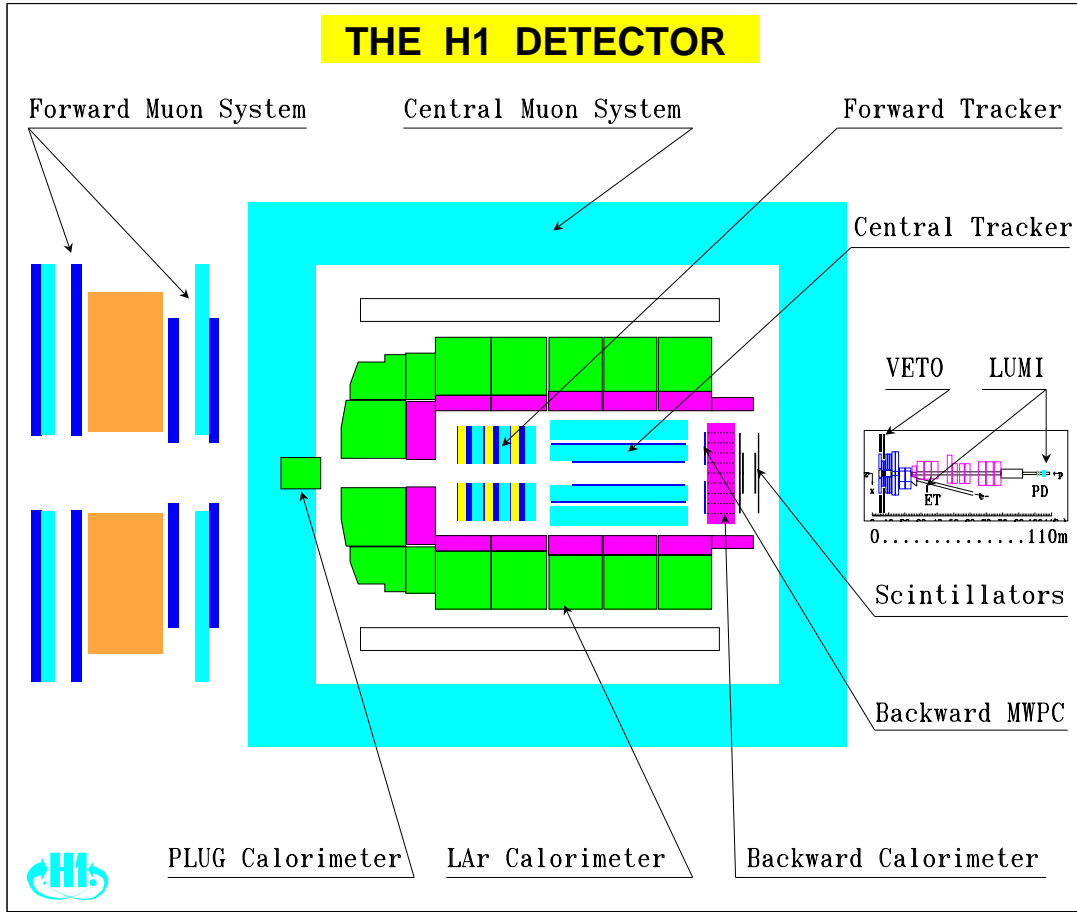 THE H1 DETECTOR
Forward Muon System
Central Muon System
Forward Tracker
Central Tracker
VETO
LUMI
ET
PD
0..............110m
Scintillators
Backward MWPC
PLUG Calorimeter
LAr Calorimeter
Backward Calorimeter
H1